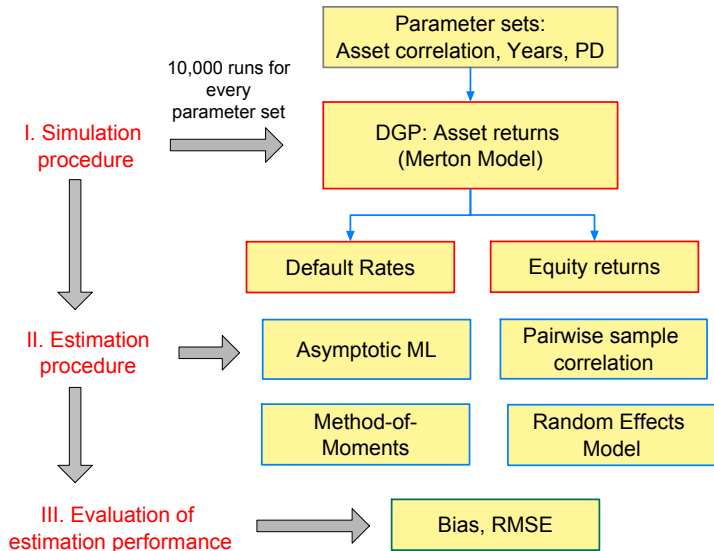 Parameter sets:
Asset correlation, Years, PD
10,000 runs for
every
parameter set
I. Simulation
procedure
DGP: Asset returns
(Merton Model)
Default Rates
Equity returns
II. Estimation
procedure
Asymptotic ML
Pairwise sample
correlation
Method-of-
Moments
Random Effects
Model
III. Evaluation of
estimation performance
Bias, RMSE